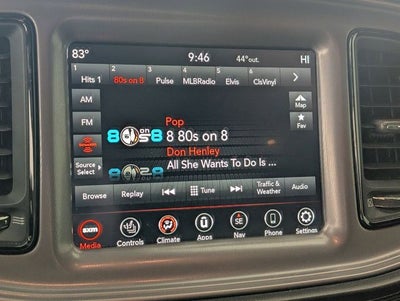 83° 9:46 44°out. HI
1 2 3 4 5 6
Hits 1 80s on 8 Pulse MLBRadio Elvis ClsVinyl
AM
Map
FM
Pop
8 80s on 8
Fav
SiriusXM
Don Henley
Source Select
All She Wants To Do Is ...
Browse Replay Tune Traffic & Weather Audio
sxm
Media Controls Climate Apps Nav Phone Settings